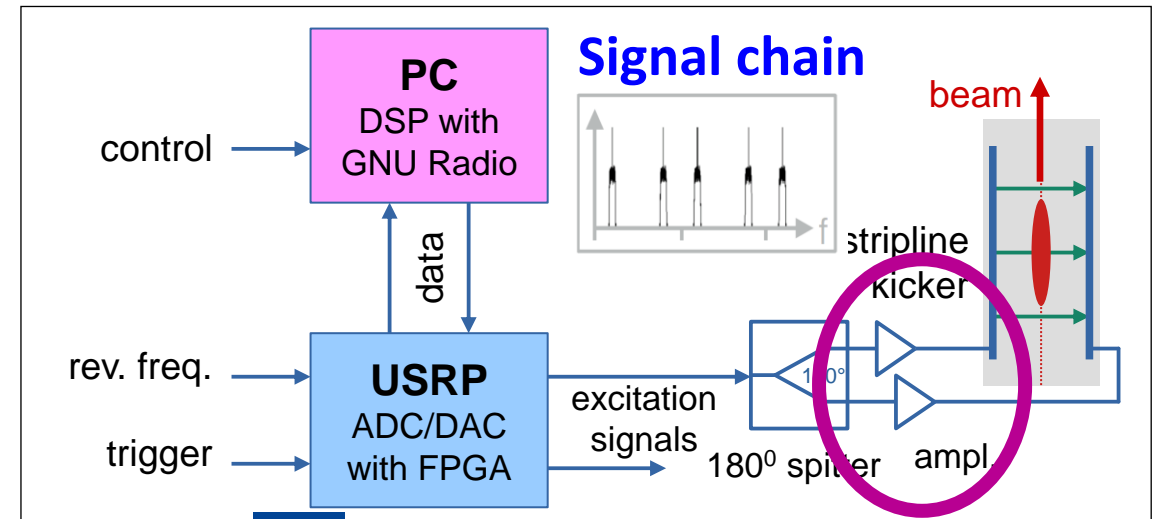 Signal chain
PC
DSP with
GNU Radio
control
data
f
beam
stripline
kicker
rev. freq.
trigger
USRP
ADC/DAC
with FPGA
excitation
signals
180⁰ spitter
ampl.